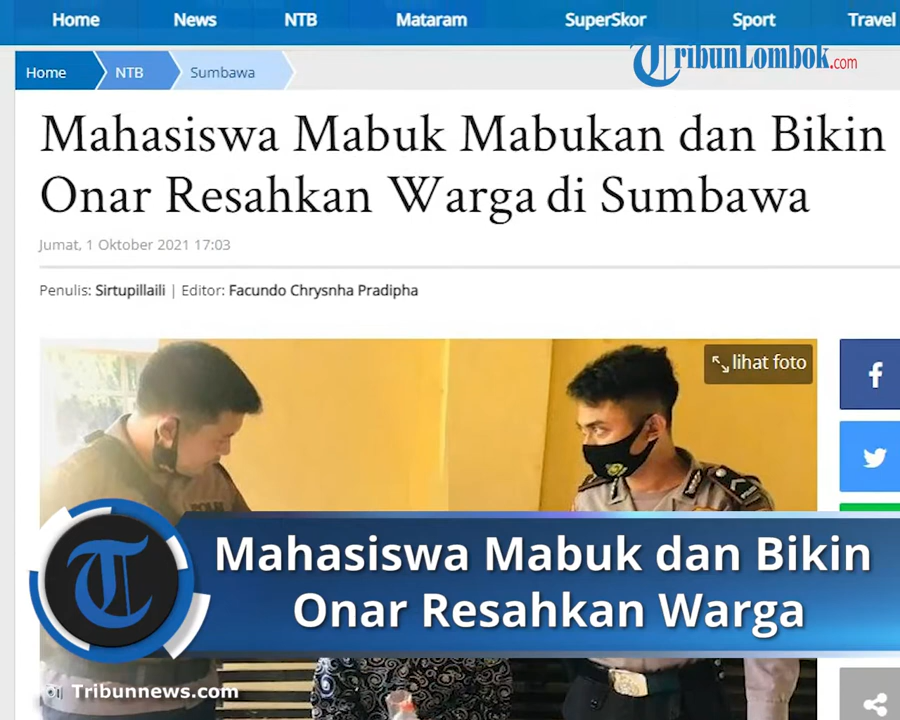 Home News NTB Mataram SuperSkor Sport Travel
Home NTB Sumbawa
TribunLombok.com
Mahasiswa Mabuk Mabukan dan Bikin
Onar Resahkan Warga di Sumbawa
Jumat, 1 Oktober 2021 17:03
Penulis: Sirtupillaili | Editor: Facundo Chrysnha Pradipha
lihat foto
Mahasiswa Mabuk dan Bikin
Onar Resahkan Warga
Tribunnews.com